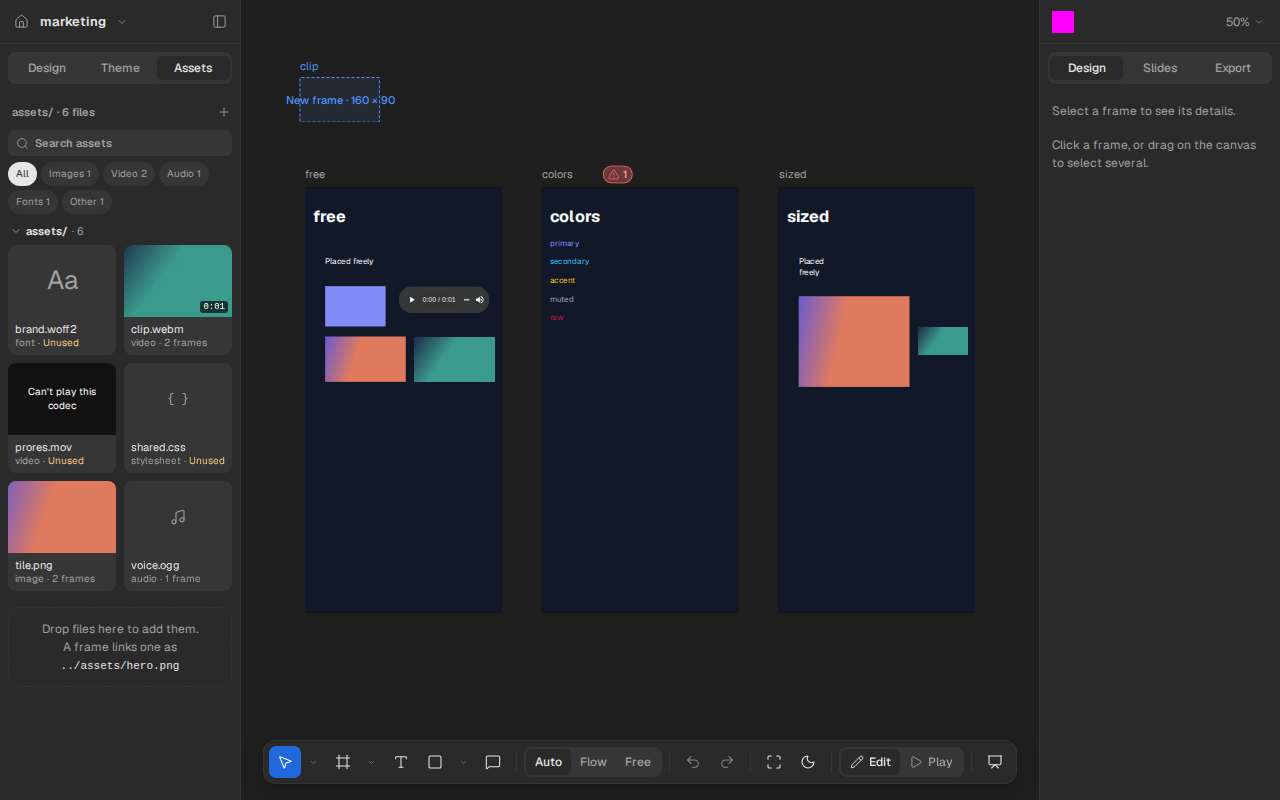 marketing
50%
Design
Theme
Assets
Design
Slides
Export
assets/ · 6 files
Search assets
All
Images 1
Video 2
Audio 1
Fonts 1
Other 1
assets/ · 6
Aa
brand.woff2
font · Unused
0:01
clip.webm
video · 2 frames
Can't play this
codec
prores.mov
video · Unused
{ }
shared.css
stylesheet · Unused
tile.png
image · 2 frames
voice.ogg
audio · 1 frame
Drop files here to add them.
A frame links one as
../assets/hero.png
clip
New frame · 160 × 90
free
free
Placed freely
0:00 / 0:01
colors
1
colors
primary
secondary
accent
muted
raw
sized
sized
Placed
freely
Select a frame to see its details.
Click a frame, or drag on the canvas
to select several.
Auto
Flow
Free
Edit
Play